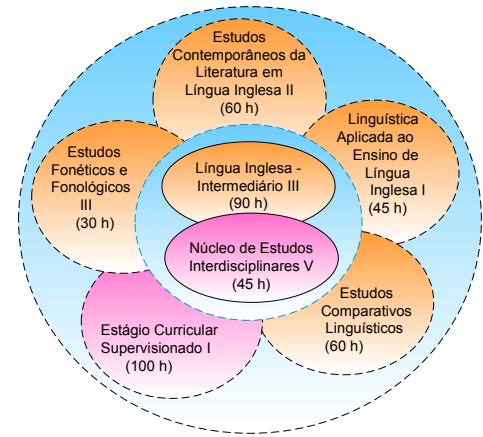 Estudos
Contemporâneos da
Literatura em
Língua Inglesa II
(60 h)
Linguística
Aplicada ao
Ensino de
Língua
Inglesa I
(45 h)
Estudos
Fonéticos e
Fonológicos
III
(30 h)
Língua Inglesa -
Intermediário III
(90 h)
Núcleo de Estudos
Interdisciplinares V
(45 h)
Estudos
Comparativos
Linguísticos
(60 h)
Estágio Curricular
Supervisionado I
(100 h)